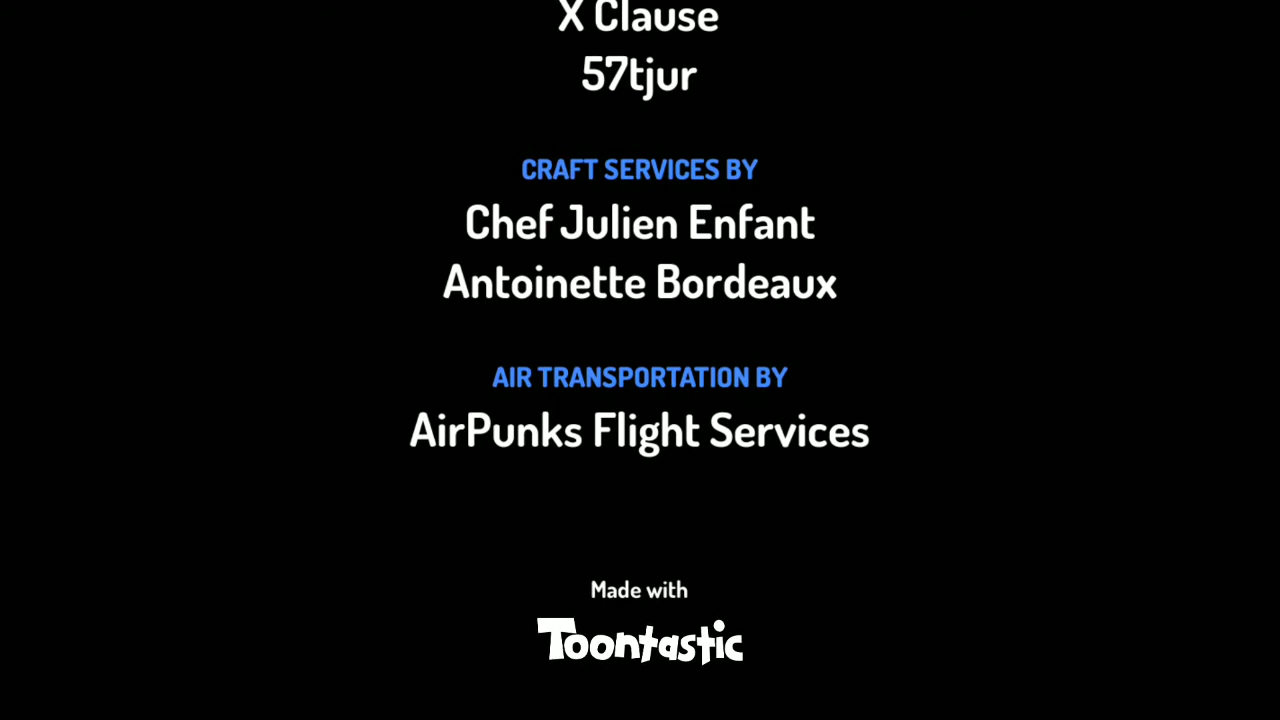 X Clause
57tjur
CRAFT SERVICES BY
Chef Julien Enfant
Antoinette Bordeaux
AIR TRANSPORTATION BY
AirPunks Flight Services
Made with
Toontastic